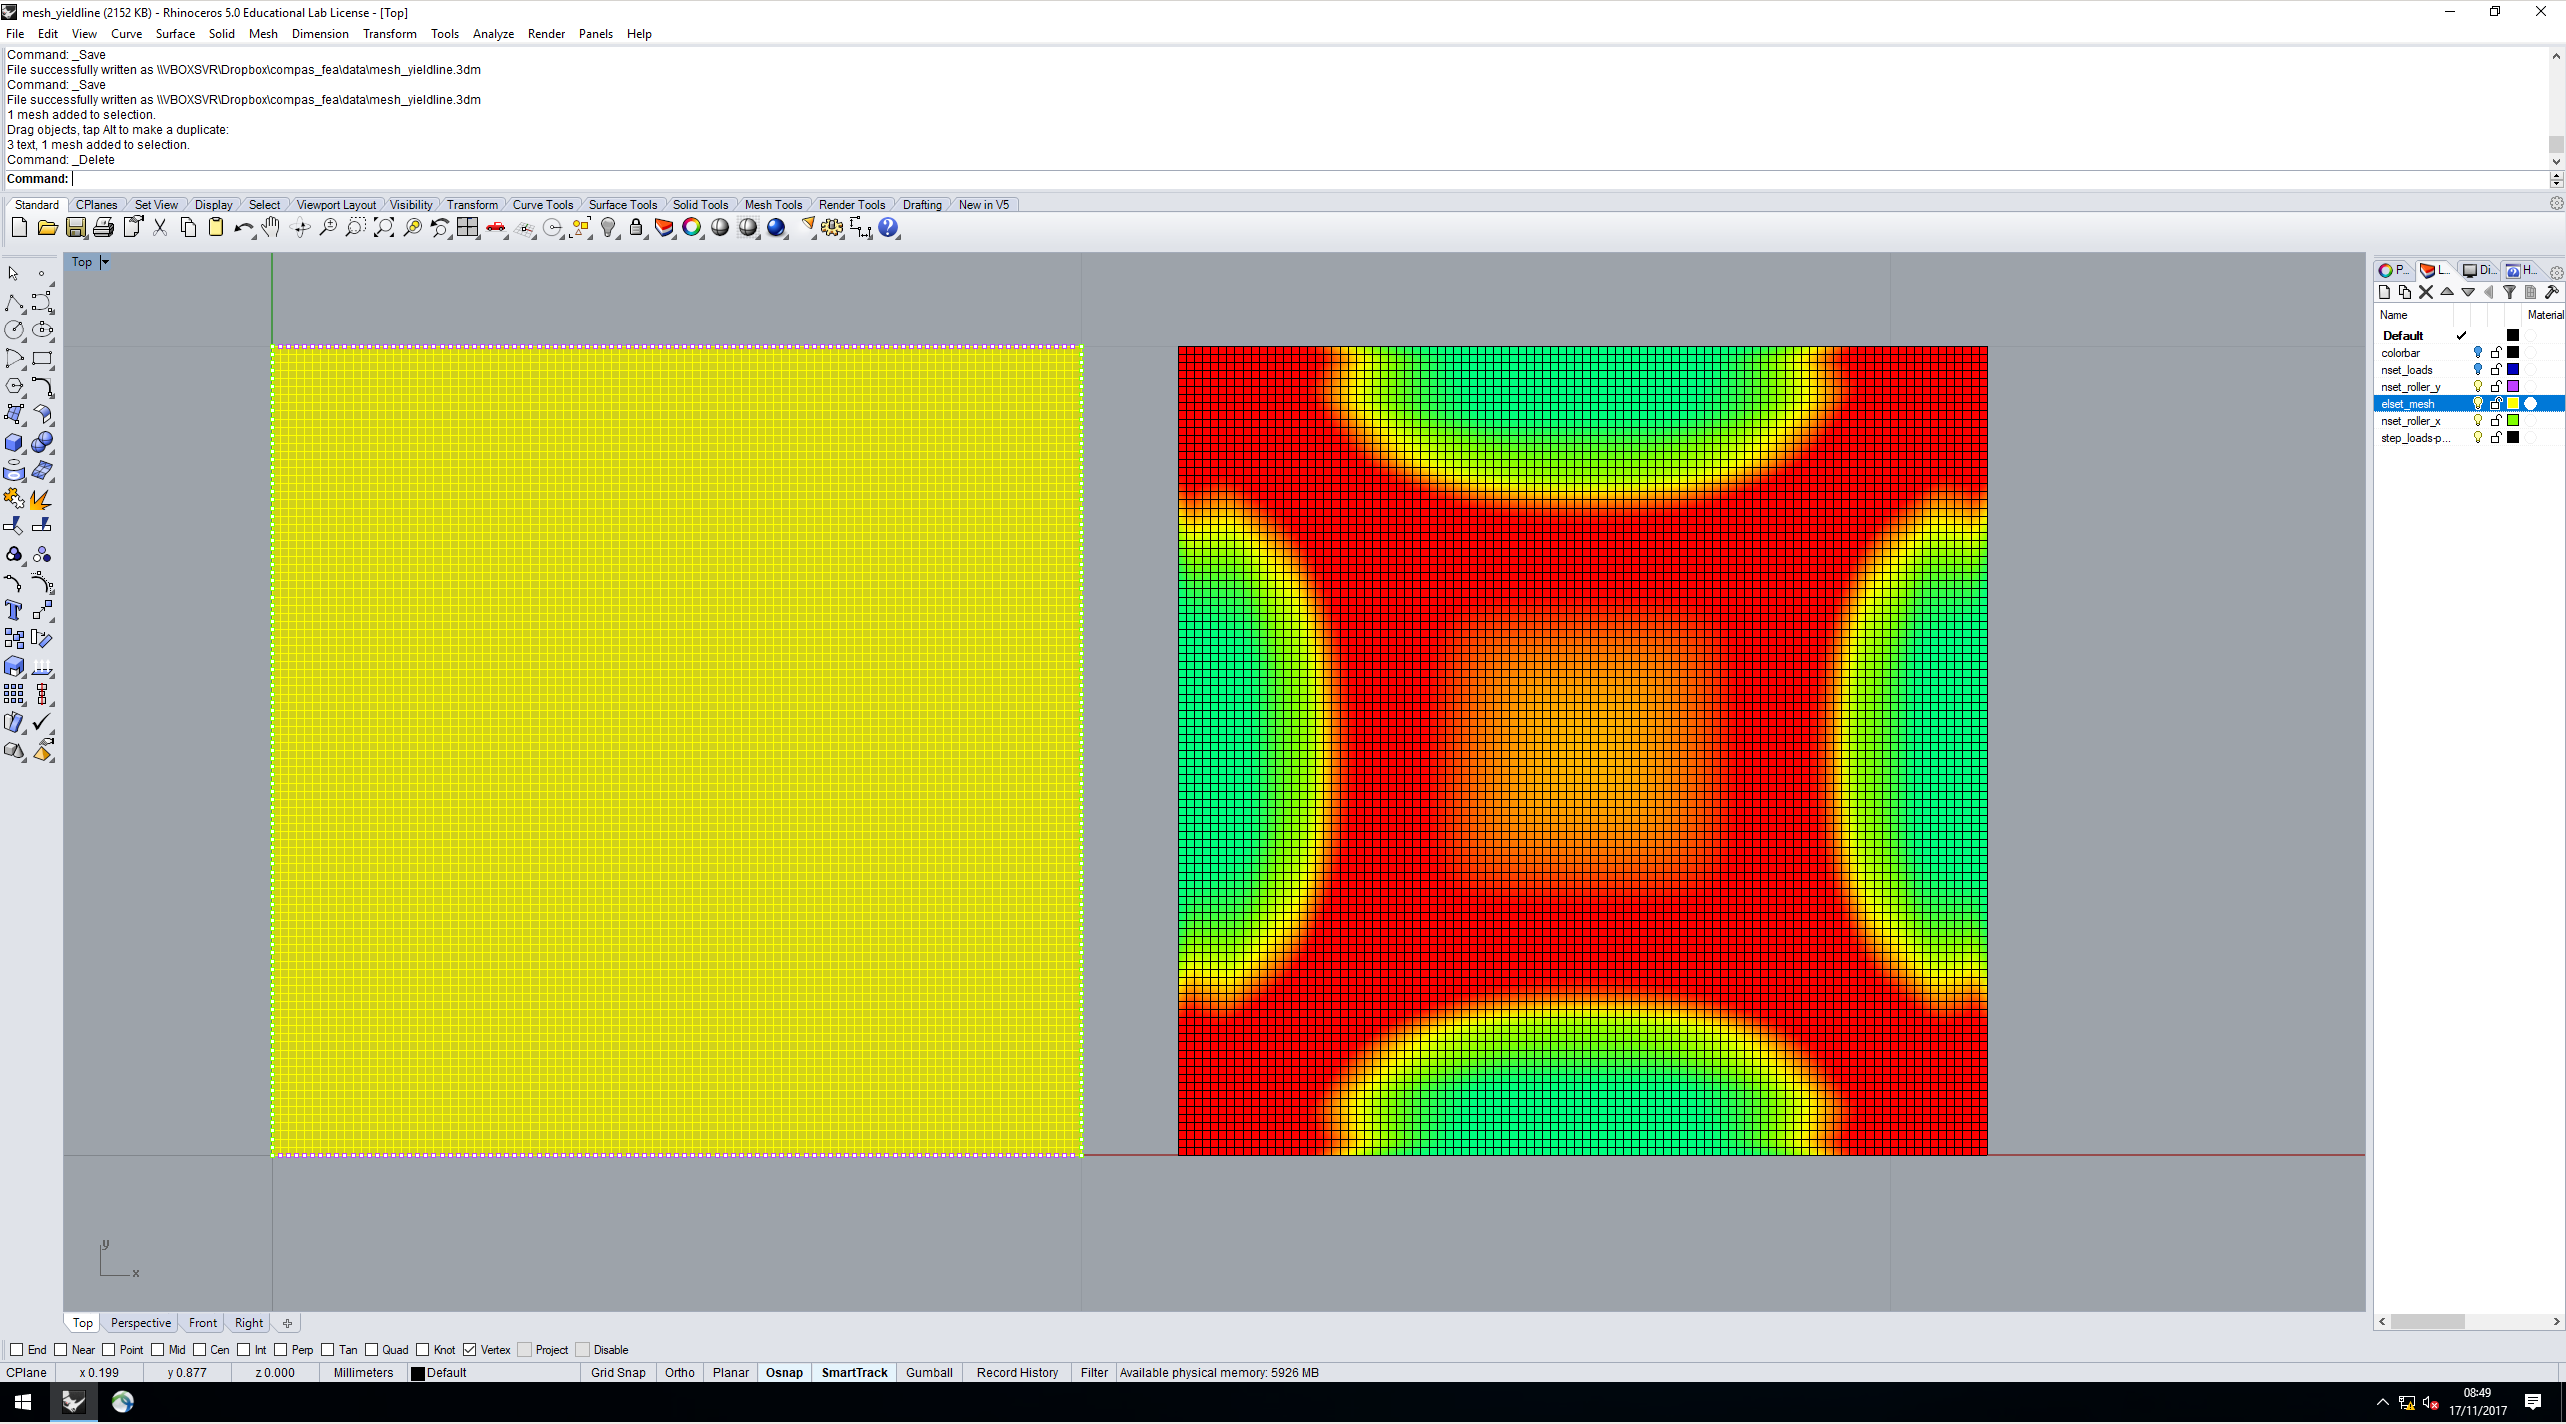 mesh_yieldline (2152 KB) - Rhinoceros 5.0 Educational Lab License - [Top]
File Edit View Curve Surface Solid Mesh Dimension Transform Tools Analyze Render Panels Help
Command: _Save
File successfully written as \\VBOXSVR\Dropbox\compas_fea\data\mesh_yieldline.3dm
Command: _Save
File successfully written as \\VBOXSVR\Dropbox\compas_fea\data\mesh_yieldline.3dm
1 mesh added to selection.
Drag objects, tap Alt to make a duplicate:
3 text, 1 mesh added to selection.
Command: _Delete
Command:
Standard CPlanes Set View Display Select Viewport Layout Visibility Transform Curve Tools Surface Tools Solid Tools Mesh Tools Render Tools Drafting New in V5
Top
P... L... Di... H...
Name Material
Default
colorbar
nset_loads
nset_roller_y
elset_mesh
nset_roller_x
step_loads-p...
y
x
Top Perspective Front Right
End Near Point Mid Cen Int Perp Tan Quad Knot Vertex Project Disable
CPlane x 0.199 y 0.877 z 0.000 Millimeters Default Grid Snap Ortho Planar Osnap SmartTrack Gumball Record History Filter Available physical memory: 5926 MB
08:49
17/11/2017